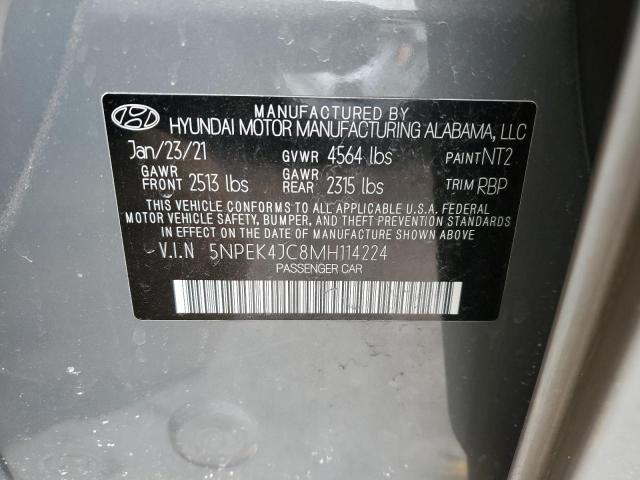 MANUFACTURED BY
HYUNDAI MOTOR MANUFACTURING ALABAMA, LLC
Jan/23/21 GVWR 4564 lbs PAINT NT2
GAWR FRONT 2513 lbs GAWR REAR 2315 lbs TRIM RBP
THIS VEHICLE CONFORMS TO ALL APPLICABLE U.S.A. FEDERAL
MOTOR VEHICLE SAFETY, BUMPER, AND THEFT PREVENTION STANDARDS
IN EFFECT ON THE DATE OF MANUFACTURE SHOWN ABOVE.
V.I.N 5NPEK4JC8MH114224
PASSENGER CAR